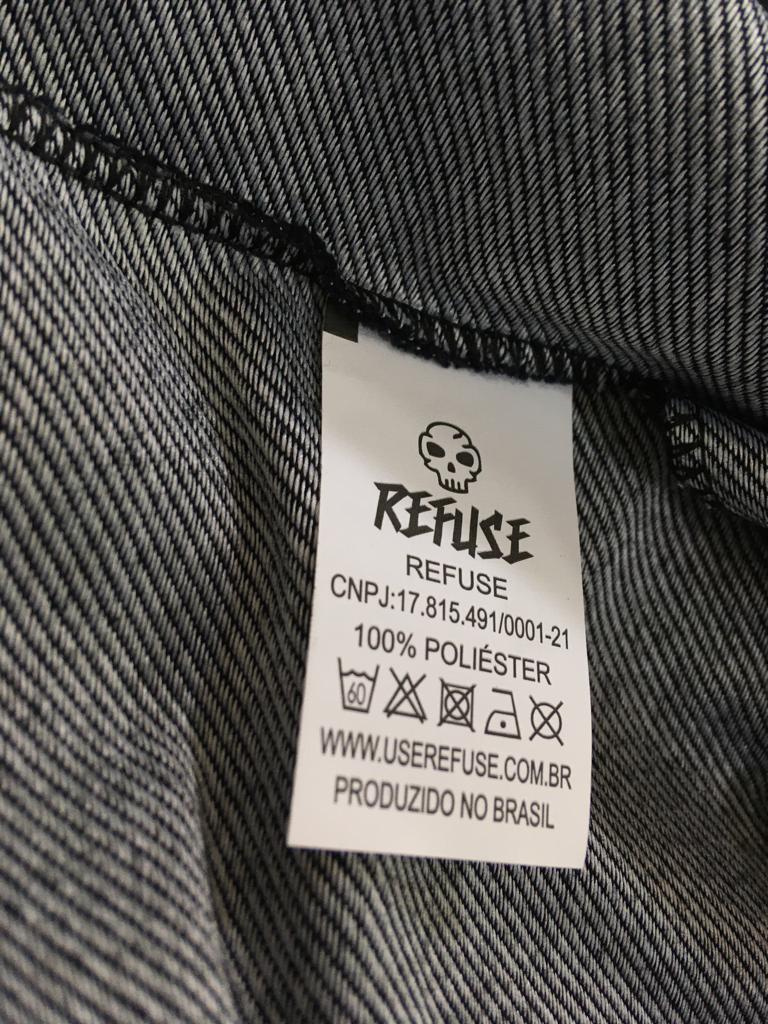 REFUSE
REFUSE
CNPJ:17.815.491/0001-21
100% POLIÉSTER
60
WWW.USEREFUSE.COM.BR
PRODUZIDO NO BRASIL